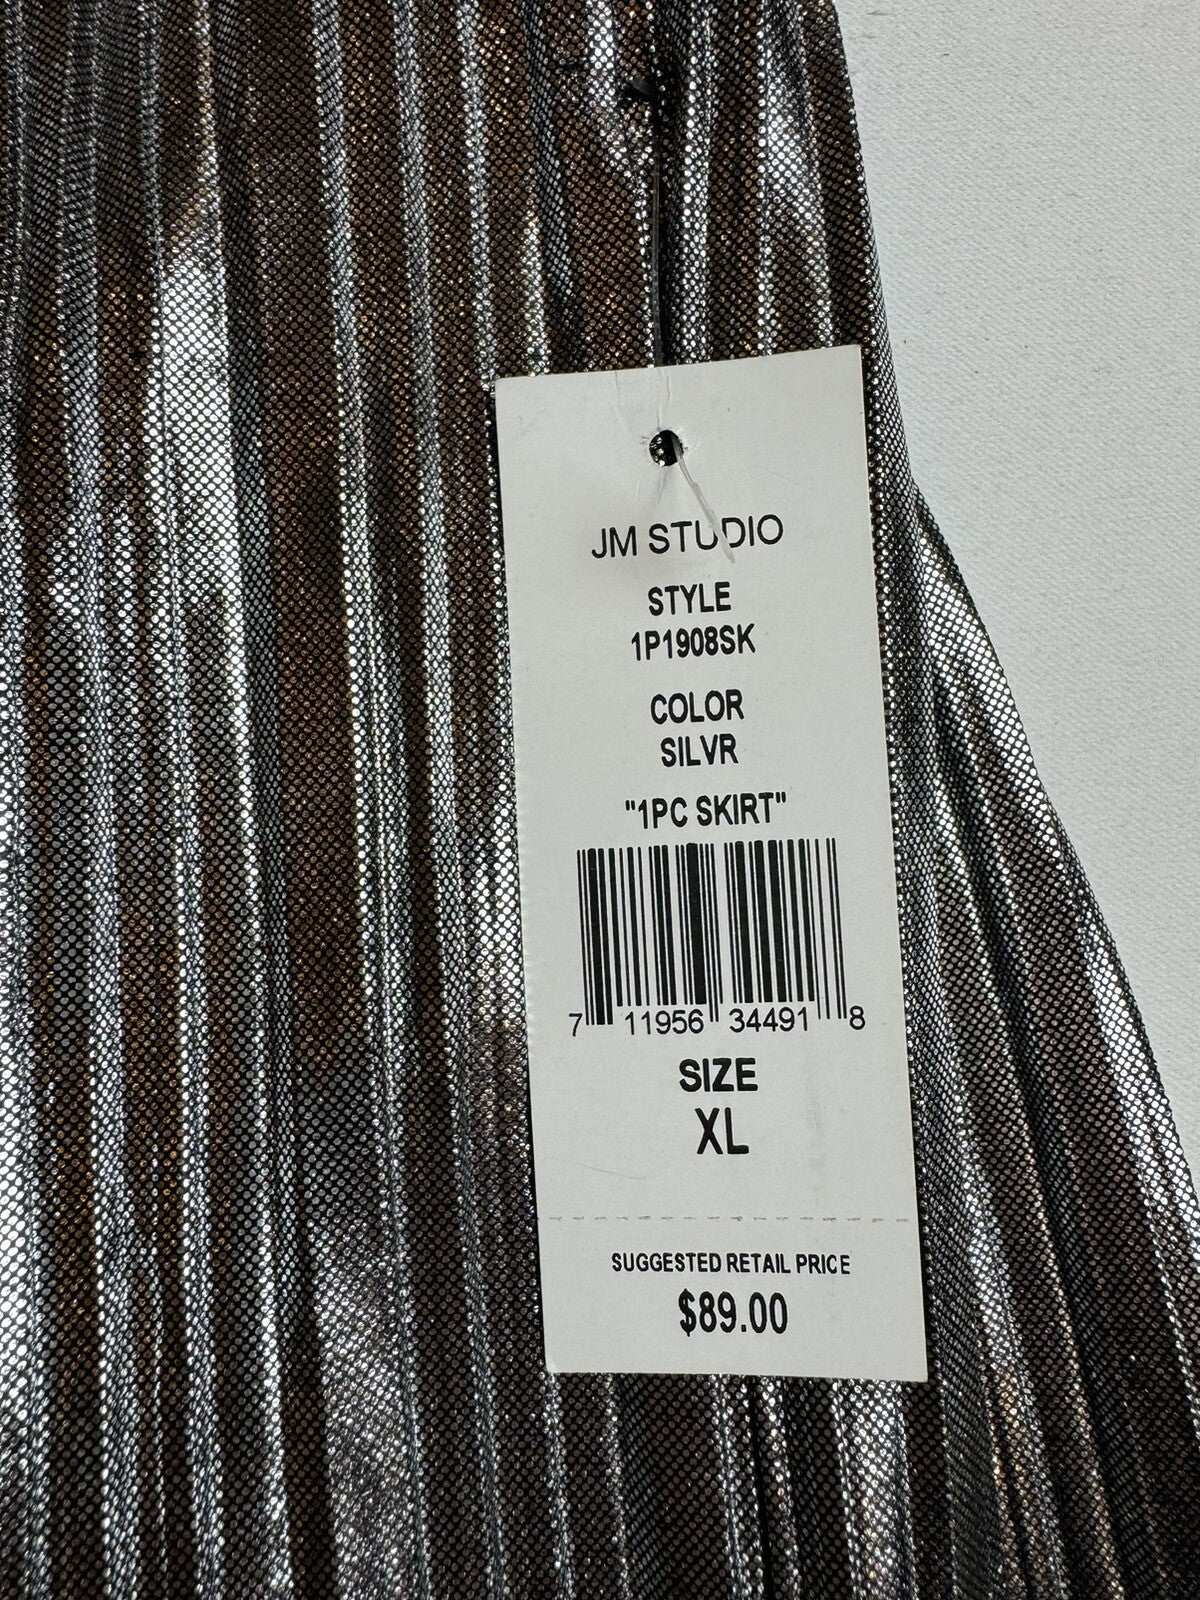 JM STUDIO
STYLE
1P1908SK
COLOR
SILVR
"1PC SKIRT"
7 11956 34491 8
SIZE
XL
SUGGESTED RETAIL PRICE
$89.00